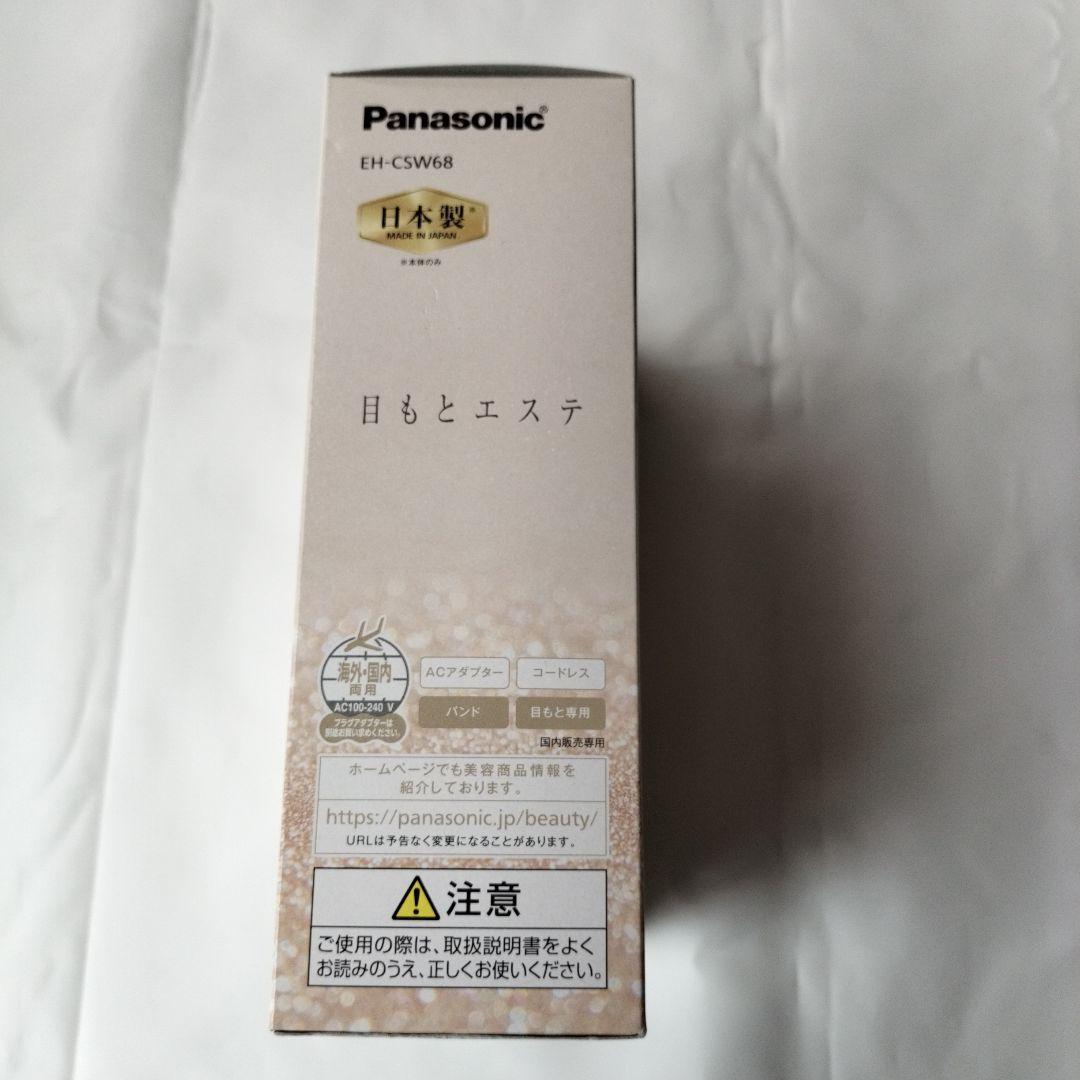 Panasonic®
EH-CSW68
日本製※
MADE IN JAPAN
※本体のみ
目もとエステ
海外・国内
両用
AC100-240 V
プラグアダプターは
別途お買い求めください。
ACアダプター
コードレス
バンド
目もと専用
国内販売専用
ホームページでも美容商品情報を
紹介しております。
https://panasonic.jp/beauty/
URLは予告なく変更になることがあります。
注意
ご使用の際は、取扱説明書をよく
お読みのうえ、正しくお使いください。